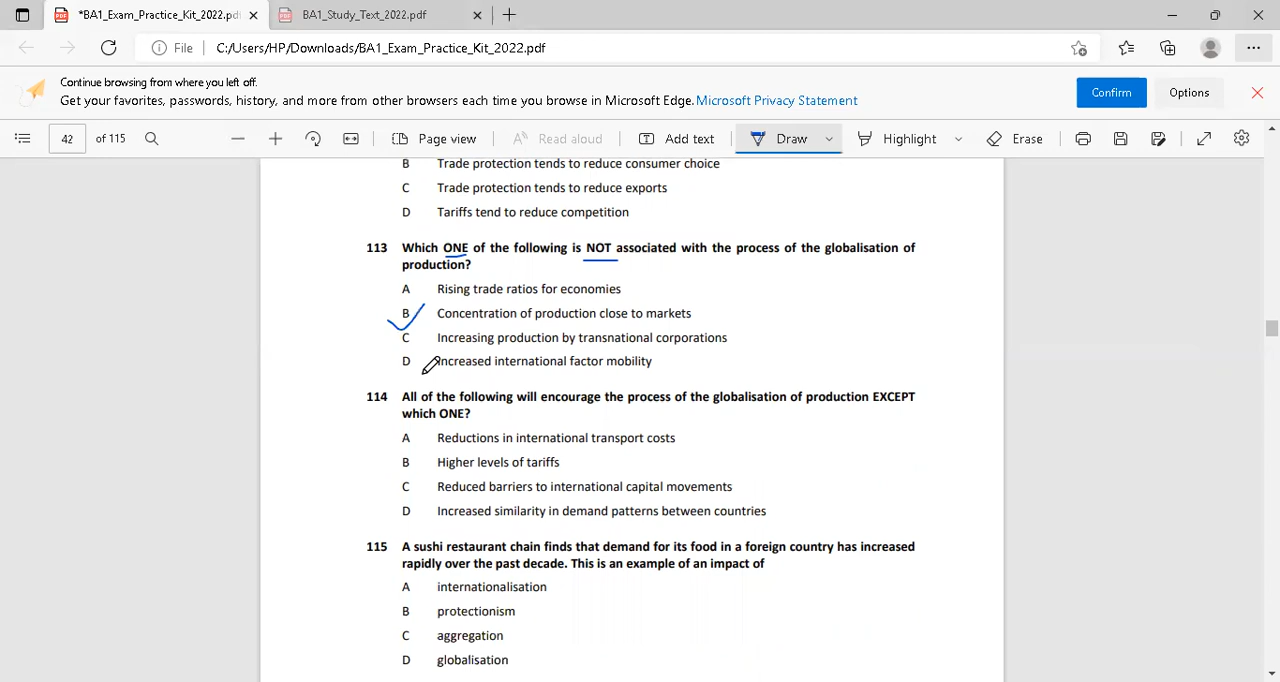 *BA1_Exam_Practice_Kit_2022.pdf
BA1_Study_Text_2022.pdf
File C:/Users/HP/Downloads/BA1_Exam_Practice_Kit_2022.pdf
Continue browsing from where you left off.
Get your favorites, passwords, history, and more from other browsers each time you browse in Microsoft Edge. Microsoft Privacy Statement
Confirm
Options
42 of 115
Page view
Read aloud
Add text
Draw
Highlight
Erase
B Trade protection tends to reduce consumer choice
C Trade protection tends to reduce exports
D Tariffs tend to reduce competition
113 Which ONE of the following is NOT associated with the process of the globalisation of
production?
A Rising trade ratios for economies
B Concentration of production close to markets
C Increasing production by transnational corporations
D Increased international factor mobility
114 All of the following will encourage the process of the globalisation of production EXCEPT
which ONE?
A Reductions in international transport costs
B Higher levels of tariffs
C Reduced barriers to international capital movements
D Increased similarity in demand patterns between countries
115 A sushi restaurant chain finds that demand for its food in a foreign country has increased
rapidly over the past decade. This is an example of an impact of
A internationalisation
B protectionism
C aggregation
D globalisation